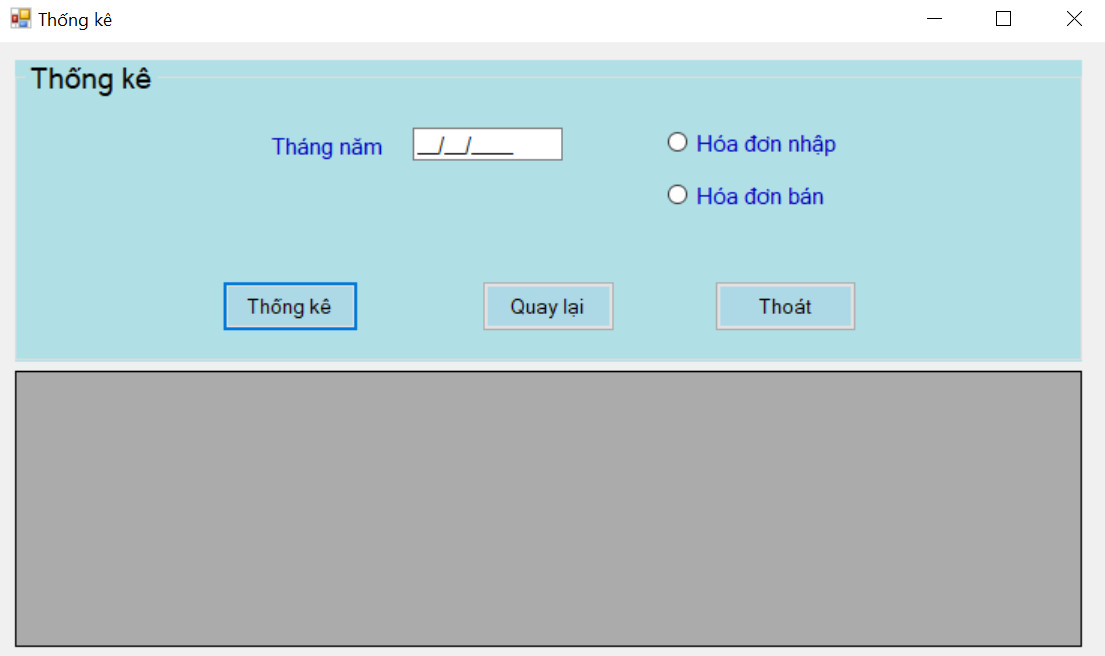 Thống kê
Thống kê
Tháng năm __/__/____ Hóa đơn nhập
Hóa đơn bán
Thống kê Quay lại Thoát